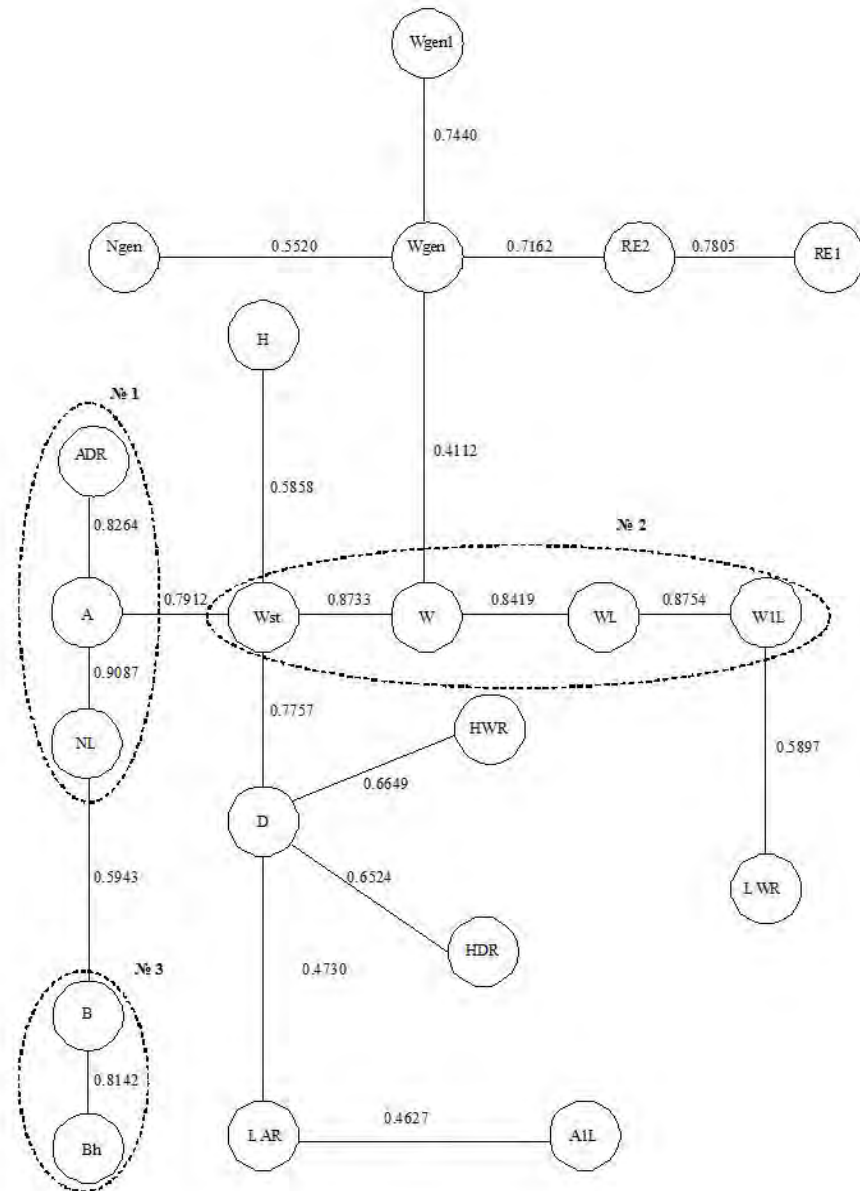 Wgen1
0.7440
Ngen
0.5520
Wgen
0.7162
RE2
0.7805
RE1
H
№ 1
ADR
0.4112
0.5858
0.8264
№ 2
A
0.7912
Wst
0.8733
W
0.8419
WL
0.8754
W1L
0.9087
NL
0.7757
HWR
0.5897
0.6649
D
0.5943
0.6524
LWR
HDR
№ 3
0.4730
B
0.8142
Bh
LAR
0.4627
A1L